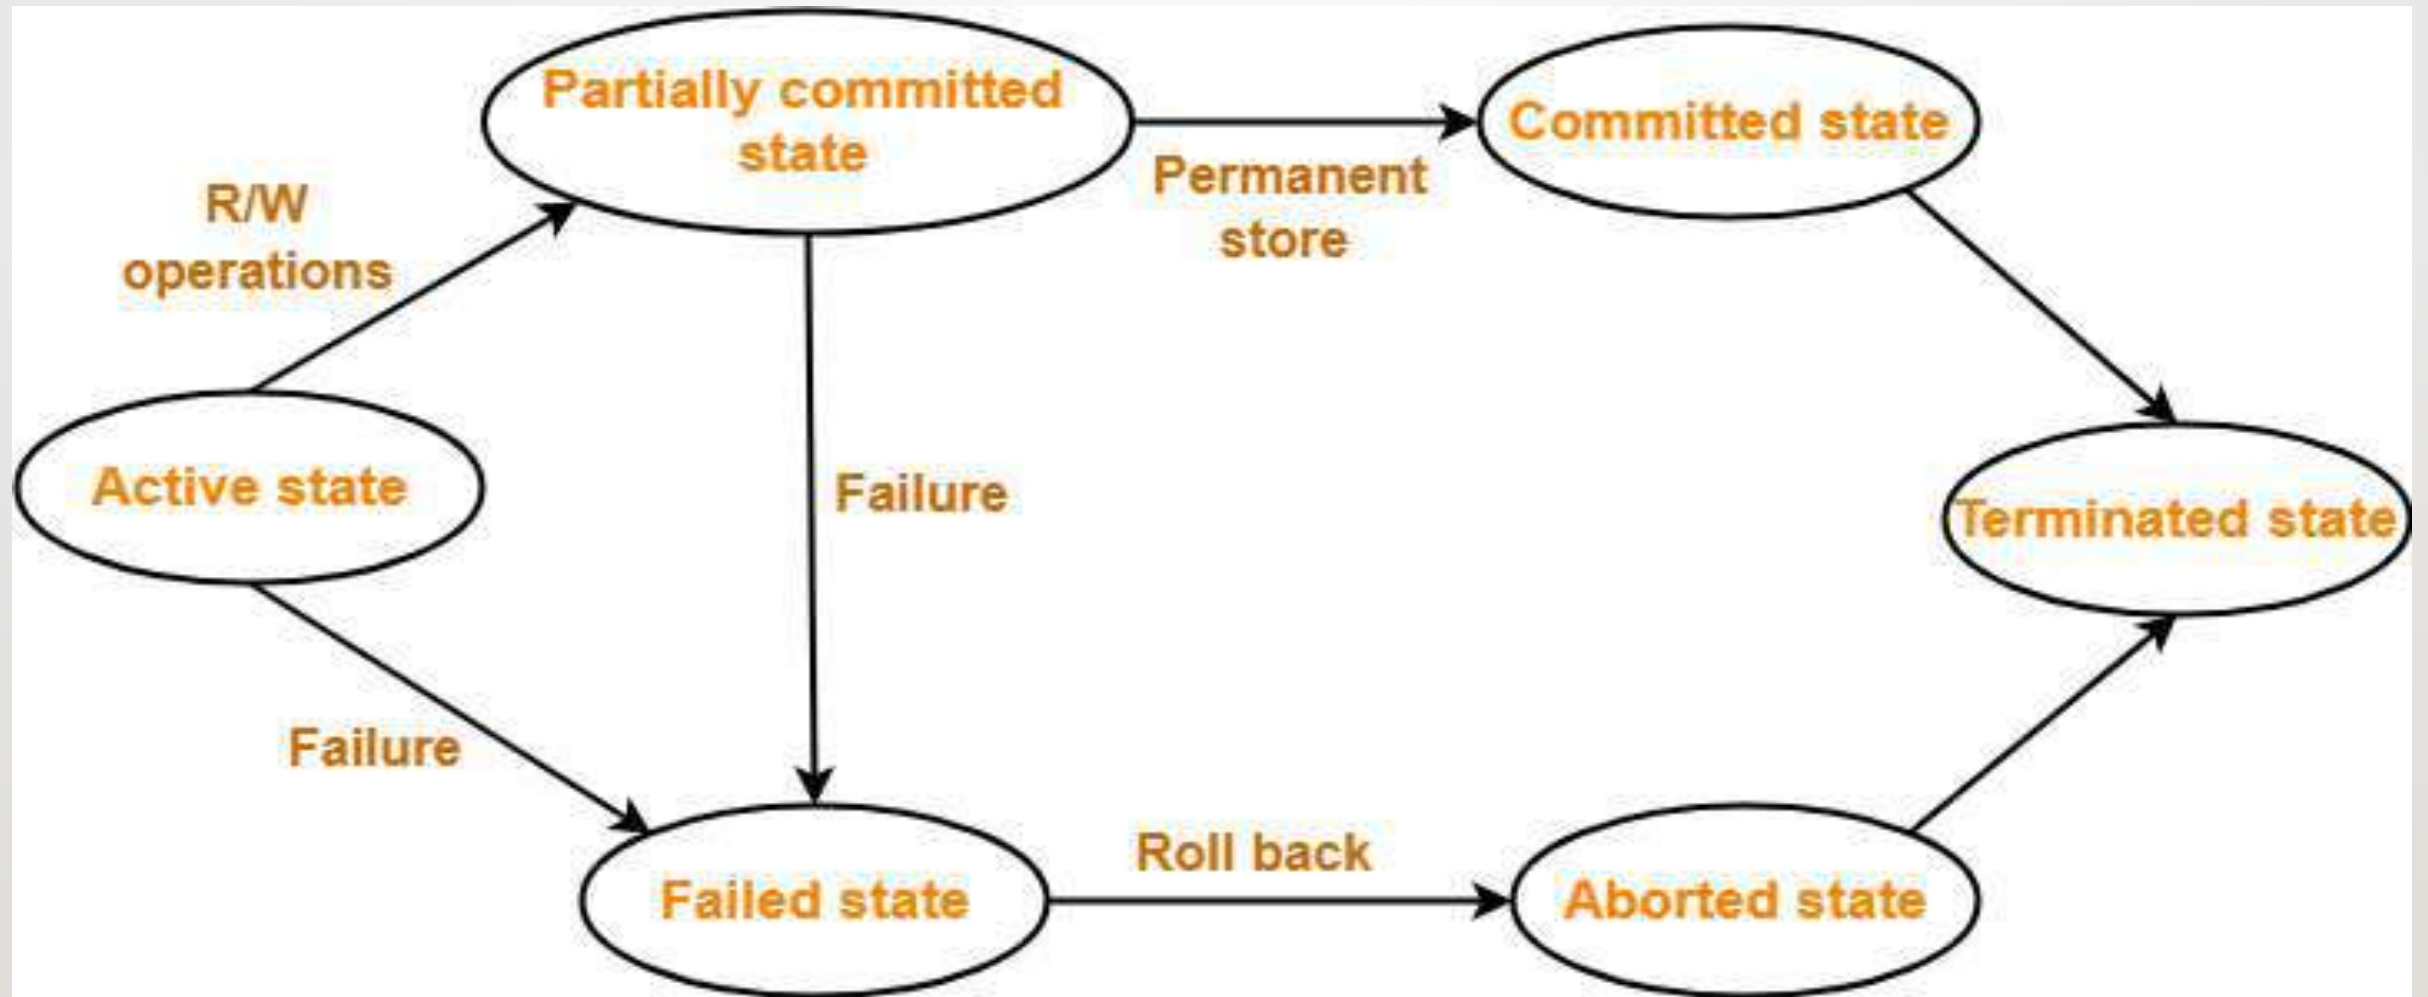 Partially committed
state
Committed state
Permanent
store
R/W
operations
Active state
Failure
Terminated state
Failure
Roll back
Failed state
Aborted state